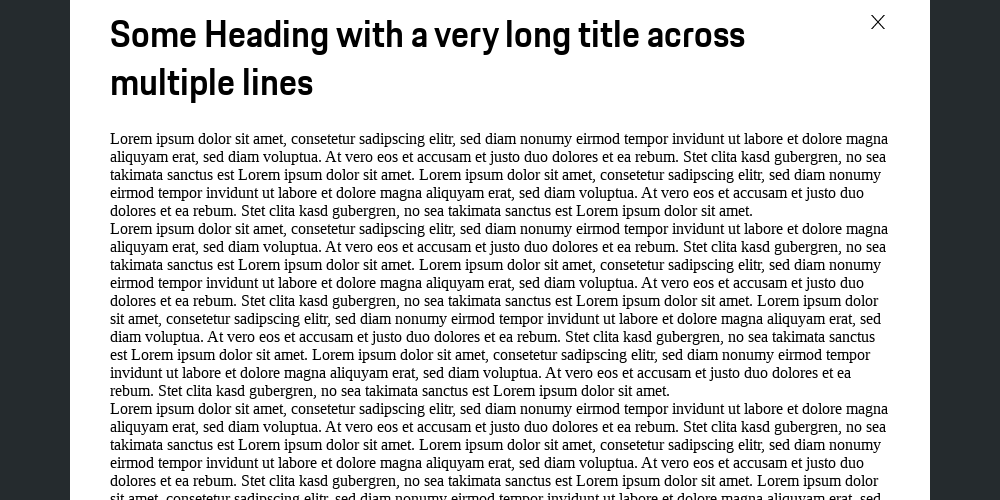 Some Heading with a very long title across
multiple lines
Lorem ipsum dolor sit amet, consetetur sadipscing elitr, sed diam nonumy eirmod tempor invidunt ut labore et dolore magna
aliquyam erat, sed diam voluptua. At vero eos et accusam et justo duo dolores et ea rebum. Stet clita kasd gubergren, no sea
takimata sanctus est Lorem ipsum dolor sit amet. Lorem ipsum dolor sit amet, consetetur sadipscing elitr, sed diam nonumy
eirmod tempor invidunt ut labore et dolore magna aliquyam erat, sed diam voluptua. At vero eos et accusam et justo duo
dolores et ea rebum. Stet clita kasd gubergren, no sea takimata sanctus est Lorem ipsum dolor sit amet.
Lorem ipsum dolor sit amet, consetetur sadipscing elitr, sed diam nonumy eirmod tempor invidunt ut labore et dolore magna
aliquyam erat, sed diam voluptua. At vero eos et accusam et justo duo dolores et ea rebum. Stet clita kasd gubergren, no sea
takimata sanctus est Lorem ipsum dolor sit amet. Lorem ipsum dolor sit amet, consetetur sadipscing elitr, sed diam nonumy
eirmod tempor invidunt ut labore et dolore magna aliquyam erat, sed diam voluptua. At vero eos et accusam et justo duo
dolores et ea rebum. Stet clita kasd gubergren, no sea takimata sanctus est Lorem ipsum dolor sit amet. Lorem ipsum dolor
sit amet, consetetur sadipscing elitr, sed diam nonumy eirmod tempor invidunt ut labore et dolore magna aliquyam erat, sed
diam voluptua. At vero eos et accusam et justo duo dolores et ea rebum. Stet clita kasd gubergren, no sea takimata sanctus
est Lorem ipsum dolor sit amet. Lorem ipsum dolor sit amet, consetetur sadipscing elitr, sed diam nonumy eirmod tempor
invidunt ut labore et dolore magna aliquyam erat, sed diam voluptua. At vero eos et accusam et justo duo dolores et ea
rebum. Stet clita kasd gubergren, no sea takimata sanctus est Lorem ipsum dolor sit amet.
Lorem ipsum dolor sit amet, consetetur sadipscing elitr, sed diam nonumy eirmod tempor invidunt ut labore et dolore magna
aliquyam erat, sed diam voluptua. At vero eos et accusam et justo duo dolores et ea rebum. Stet clita kasd gubergren, no sea
takimata sanctus est Lorem ipsum dolor sit amet. Lorem ipsum dolor sit amet, consetetur sadipscing elitr, sed diam nonumy
eirmod tempor invidunt ut labore et dolore magna aliquyam erat, sed diam voluptua. At vero eos et accusam et justo duo
dolores et ea rebum. Stet clita kasd gubergren, no sea takimata sanctus est Lorem ipsum dolor sit amet. Lorem ipsum dolor
sit amet, consetetur sadipscing elitr, sed diam nonumy eirmod tempor invidunt ut labore et dolore magna aliquyam erat, sed